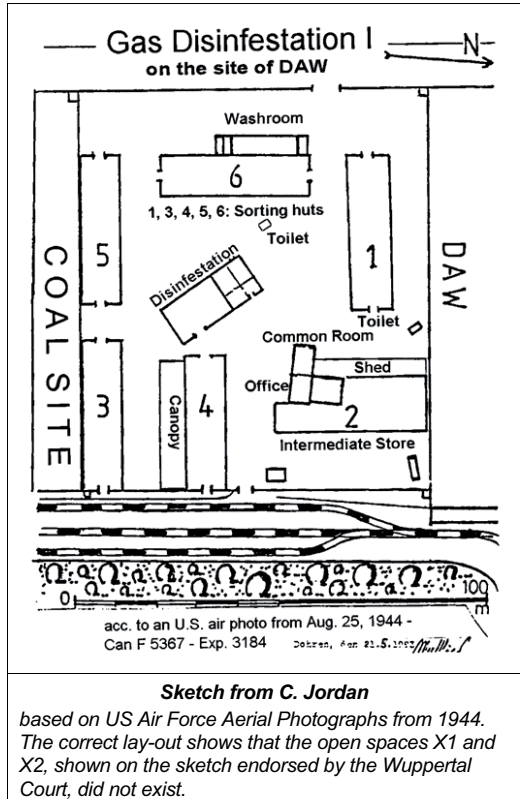 Gas Disinfestation I
N
on the site of DAW
Washroom
6
1, 3, 4, 5, 6: Sorting huts
Toilet
5
1
COAL SITE
DAW
Disinfestation
Toilet
Common Room
Shed
Office
3
Canopy
4
2
Intermediate Store
0
100
m
acc. to an U.S. air photo from Aug. 25, 1944 -
Can F 5367 - Exp. 3184
Sketch from C. Jordan
based on US Air Force Aerial Photographs from 1944.
The correct lay-out shows that the open spaces X1 and
X2, shown on the sketch endorsed by the Wuppertal
Court, did not exist.